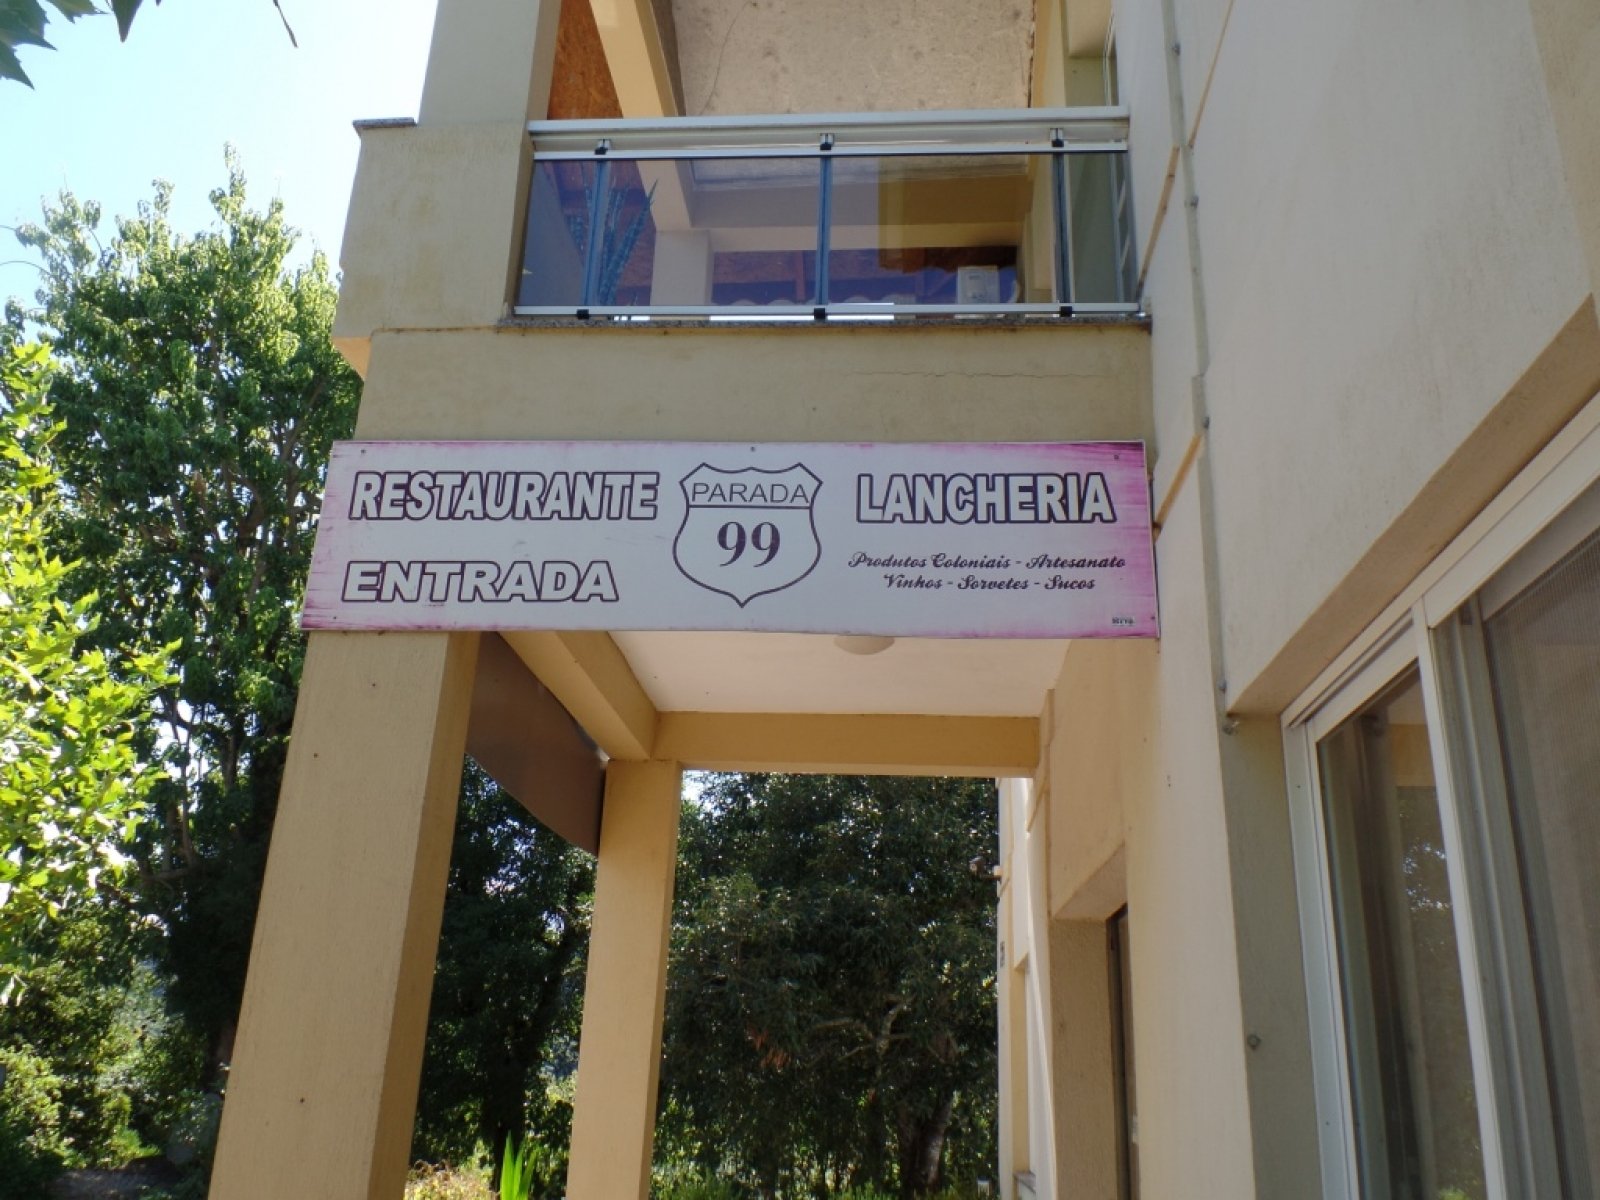 RESTAURANTE
ENTRADA
PARADA
99
LANCHERIA
Produtos Coloniais - Artesanato
Vinhos - Sorvetes - Sucos